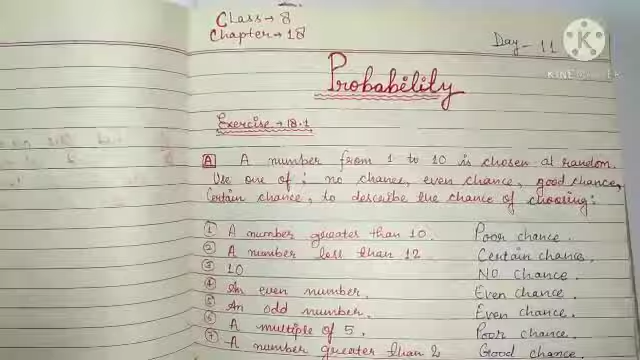 Class → 8
Chapter → 18
Day - 11
KINEMASTER
Probability
Exercise → 18.1
A A number from 1 to 10 is chosen at random.
Use one of : no chance, even chance, good chance,
Certain chance, to describe the chance of choosing:
1 A number greater than 10. Poor chance.
2 A number less than 12. Certain chance.
3 10 No chance.
4 An even number. Even chance.
5 An odd number. Even chance.
6 A multiple of 5. Poor chance.
7 A number greater than 2 Good chance.